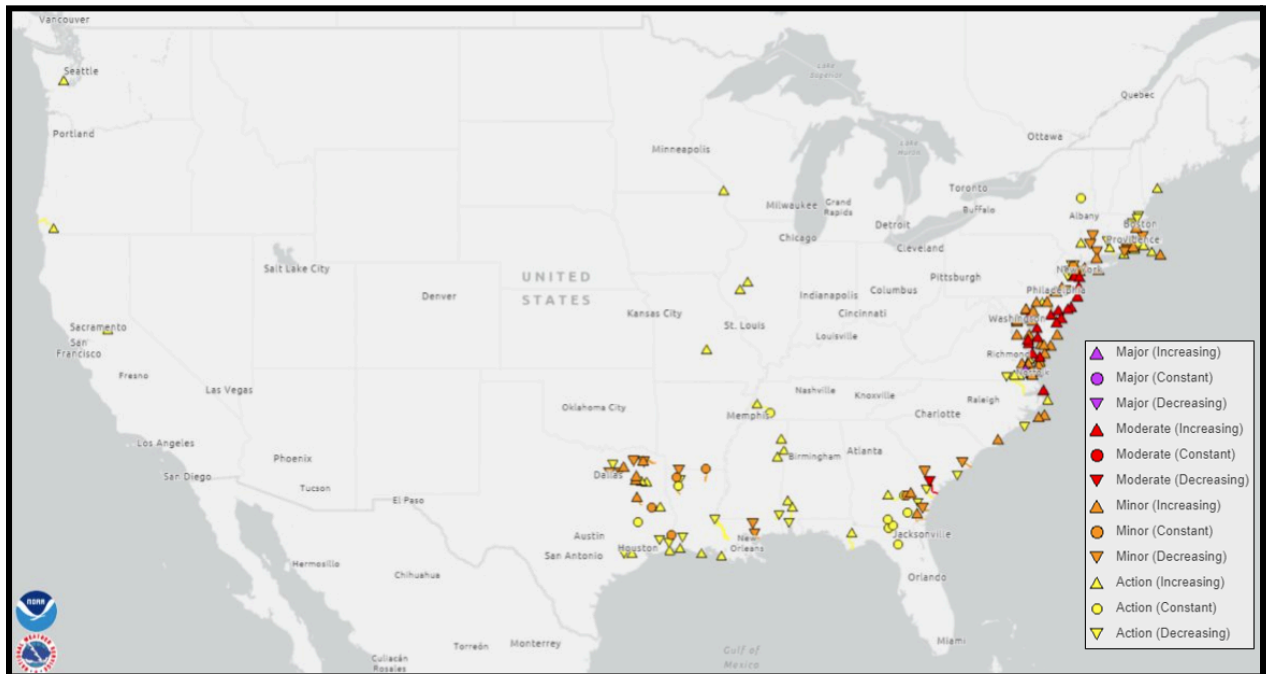 Vancouver
Seattle
Portland
Quebec
Ottawa
Lake
Superior
Minneapolis
Lake
Huron
Toronto
Milwaukee
Grand
Rapids
Buffalo
Albany
Detroit
Boston
Chicago
Cleveland
Providence
Salt Lake City
UNITED
STATES
New York
Pittsburgh
Denver
Indianapolis
Columbus
Philadelphia
Kansas City
Cincinnati
Washington
Sacramento
St. Louis
San
Francisco
Louisville
Richmond
Fresno
Norfolk
Las Vegas
Nashville
Knoxville
Raleigh
Oklahoma City
Memphis
Charlotte
Los Angeles
Phoenix
Birmingham
Atlanta
San Diego
Dallas
Tucson
El Paso
Austin
Jacksonville
San Antonio
Houston
New
Orleans
Hermosillo
Chihuahua
Orlando
Torreón
Monterrey
Miami
Gulf of
Mexico
Culiacán
Rosales
NOAA
Major (Increasing)
Major (Constant)
Major (Decreasing)
Moderate (Increasing)
Moderate (Constant)
Moderate (Decreasing)
Minor (Increasing)
Minor (Constant)
Minor (Decreasing)
Action (Increasing)
Action (Constant)
Action (Decreasing)